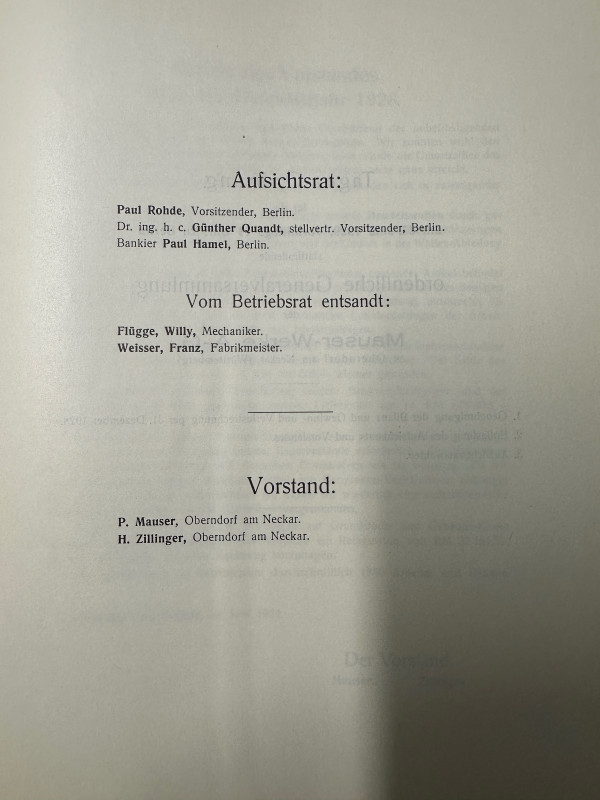 Aufsichtsrat:
Paul Rohde, Vorsitzender, Berlin.
Dr. ing. h. c. Günther Quandt, stellvertr. Vorsitzender, Berlin.
Bankier Paul Hamel, Berlin.
Vom Betriebsrat entsandt:
Flügge, Willy, Mechaniker.
Weisser, Franz, Fabrikmeister.
Vorstand:
P. Mauser, Oberndorf am Neckar.
H. Zillinger, Oberndorf am Neckar.